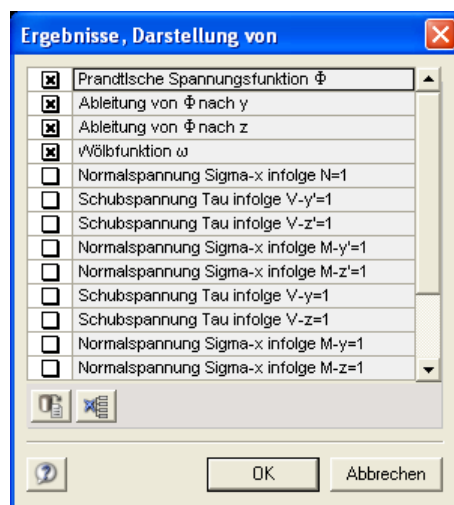 Ergebnisse, Darstellung von
Prandtlsche Spannungsfunktion Φ
Ableitung von Φ nach y
Ableitung von Φ nach z
Wölbfunktion ω
Normalspannung Sigma-x infolge N=1
Schubspannung Tau infolge V-y'=1
Schubspannung Tau infolge V-z'=1
Normalspannung Sigma-x infolge M-y'=1
Normalspannung Sigma-x infolge M-z'=1
Schubspannung Tau infolge V-y=1
Schubspannung Tau infolge V-z=1
Normalspannung Sigma-x infolge M-y=1
Normalspannung Sigma-x infolge M-z=1
OK
Abbrechen